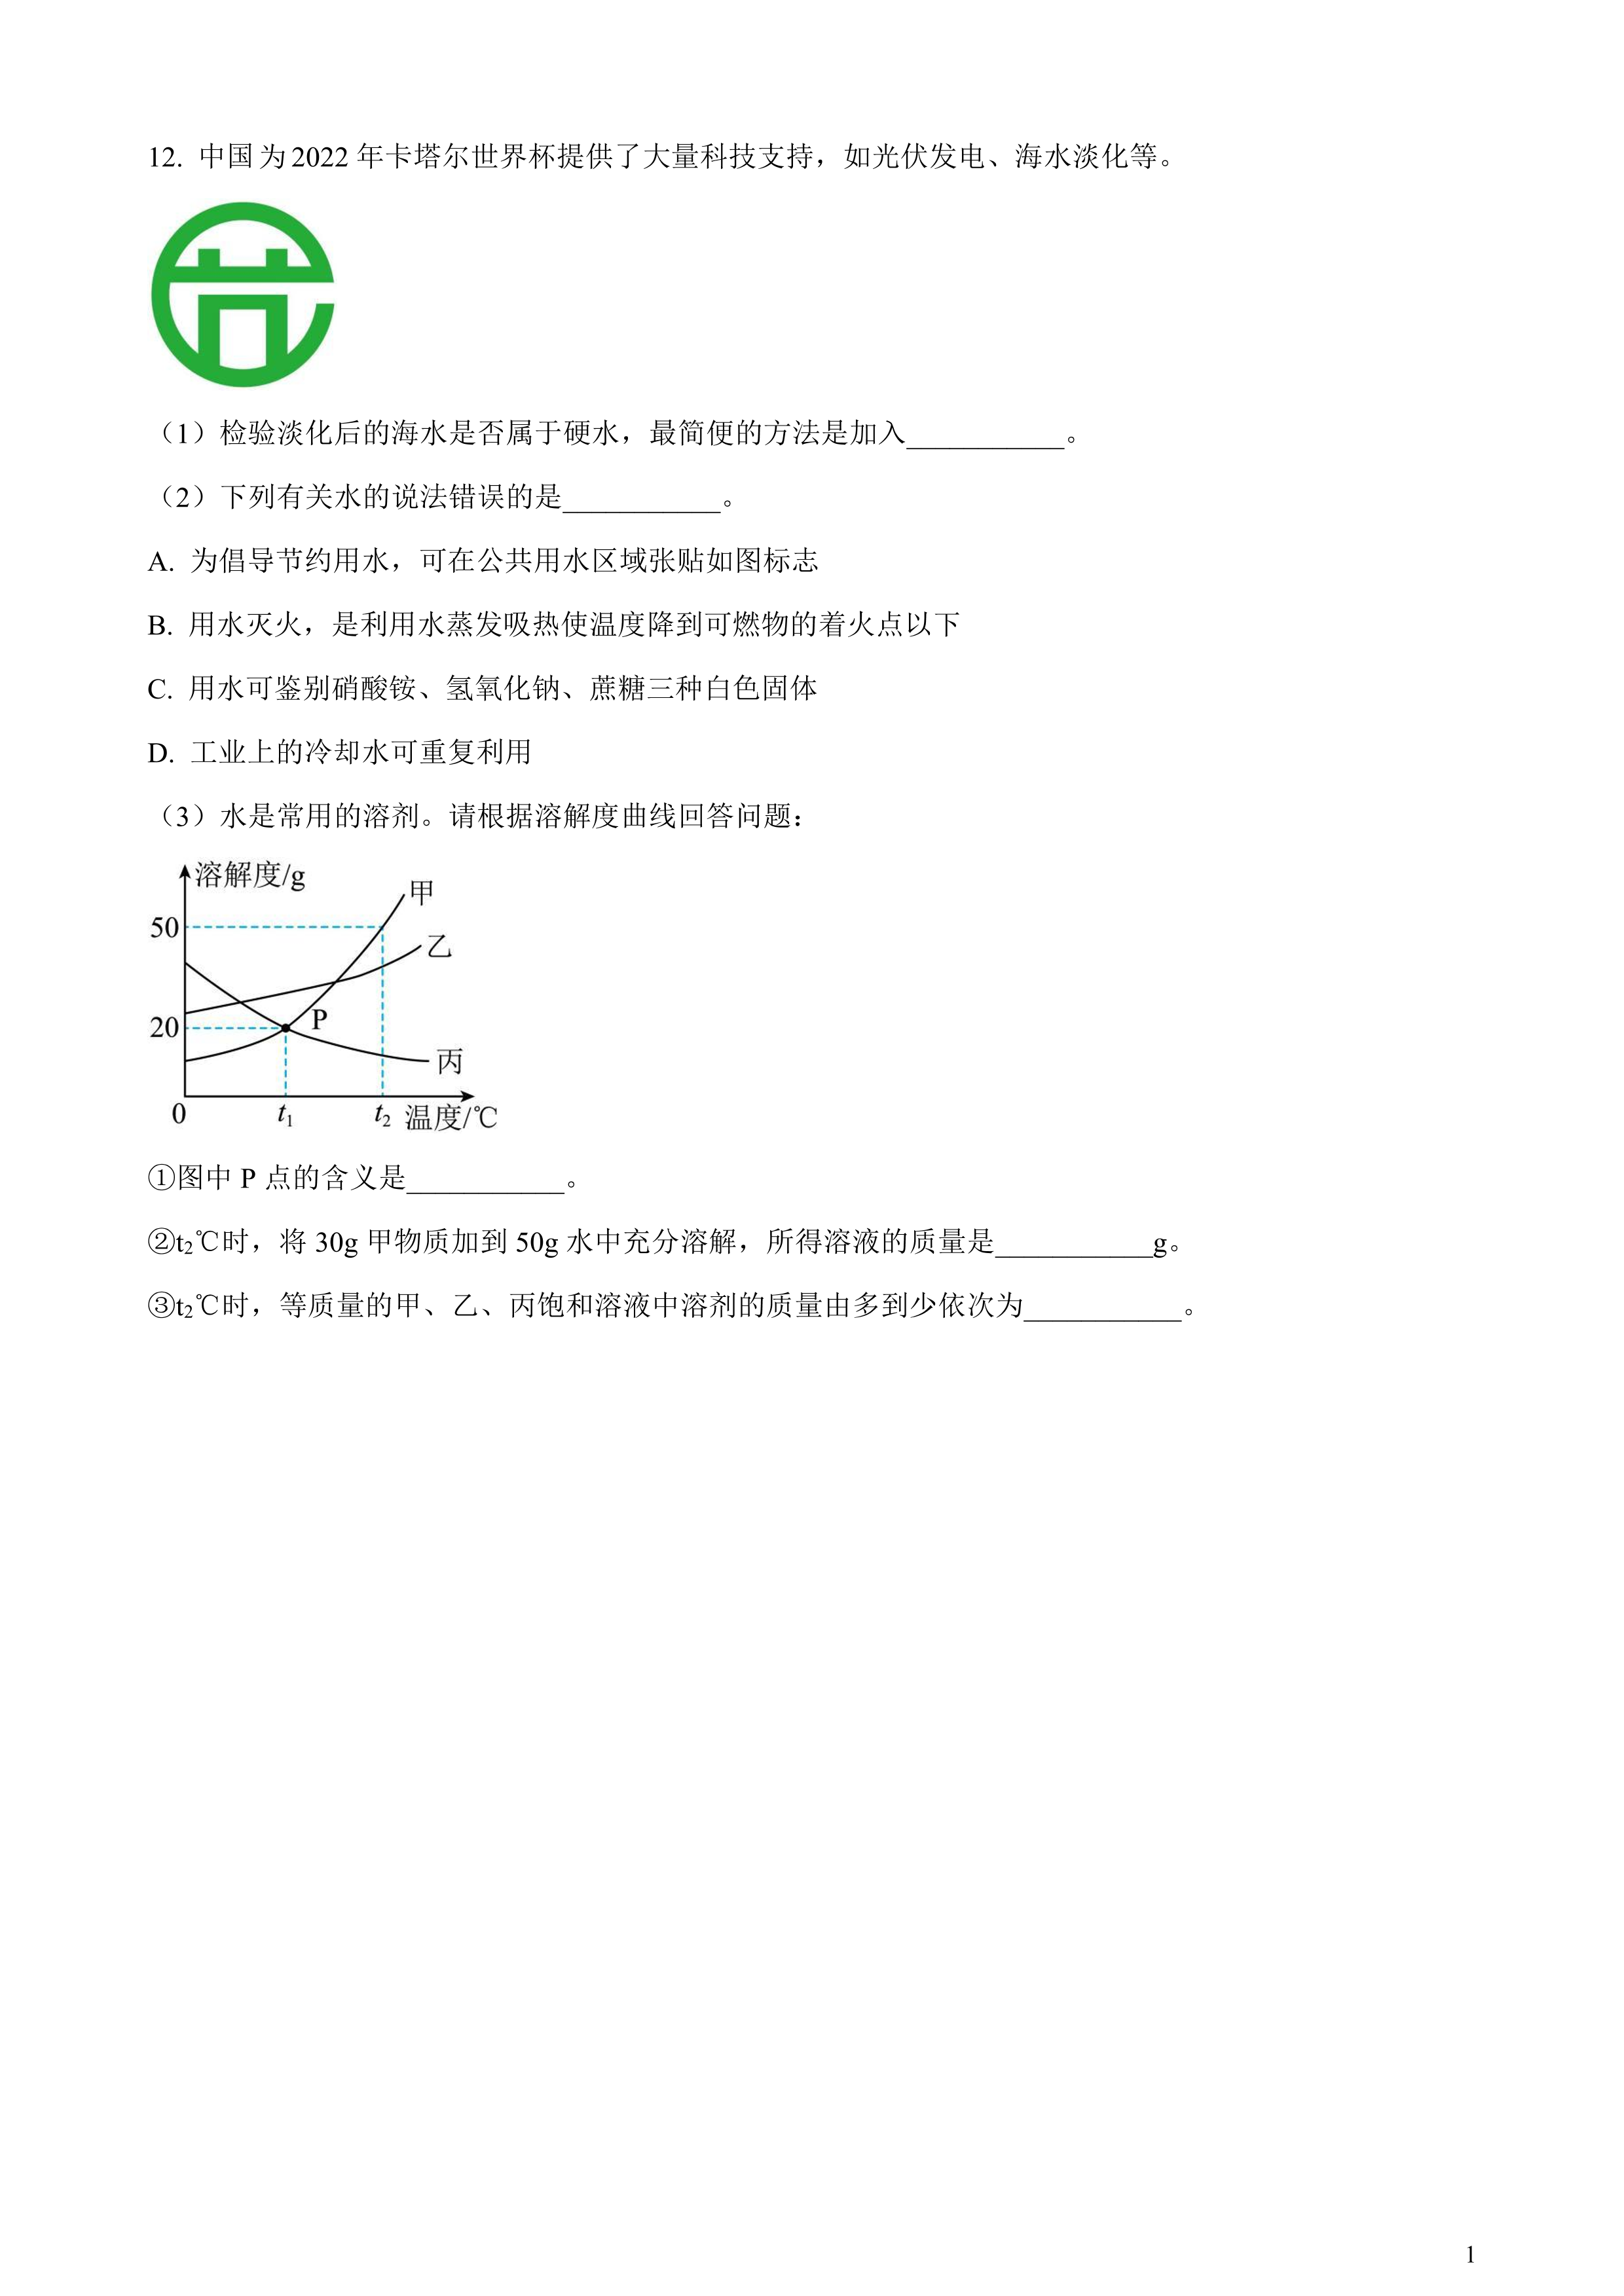 12. 中国为2022年卡塔尔世界杯提供了大量科技支持，如光伏发电、海水淡化等。
（1）检验淡化后的海水是否属于硬水，最简便的方法是加入___________。
（2）下列有关水的说法错误的是___________。
A. 为倡导节约用水，可在公共用水区域张贴如图标志
B. 用水灭火，是利用水蒸发吸热使温度降到可燃物的着火点以下
C. 用水可鉴别硝酸铵、氢氧化钠、蔗糖三种白色固体
D. 工业上的冷却水可重复利用
（3）水是常用的溶剂。请根据溶解度曲线回答问题：
溶解度/g
甲
50
乙
20
P
丙
0
t₁
t₂
温度/℃
①图中 P 点的含义是___________。
②t₂℃时，将 30g 甲物质加到 50g 水中充分溶解，所得溶液的质量是___________g。
③t₂℃时，等质量的甲、乙、丙饱和溶液中溶剂的质量由多到少依次为___________。
1